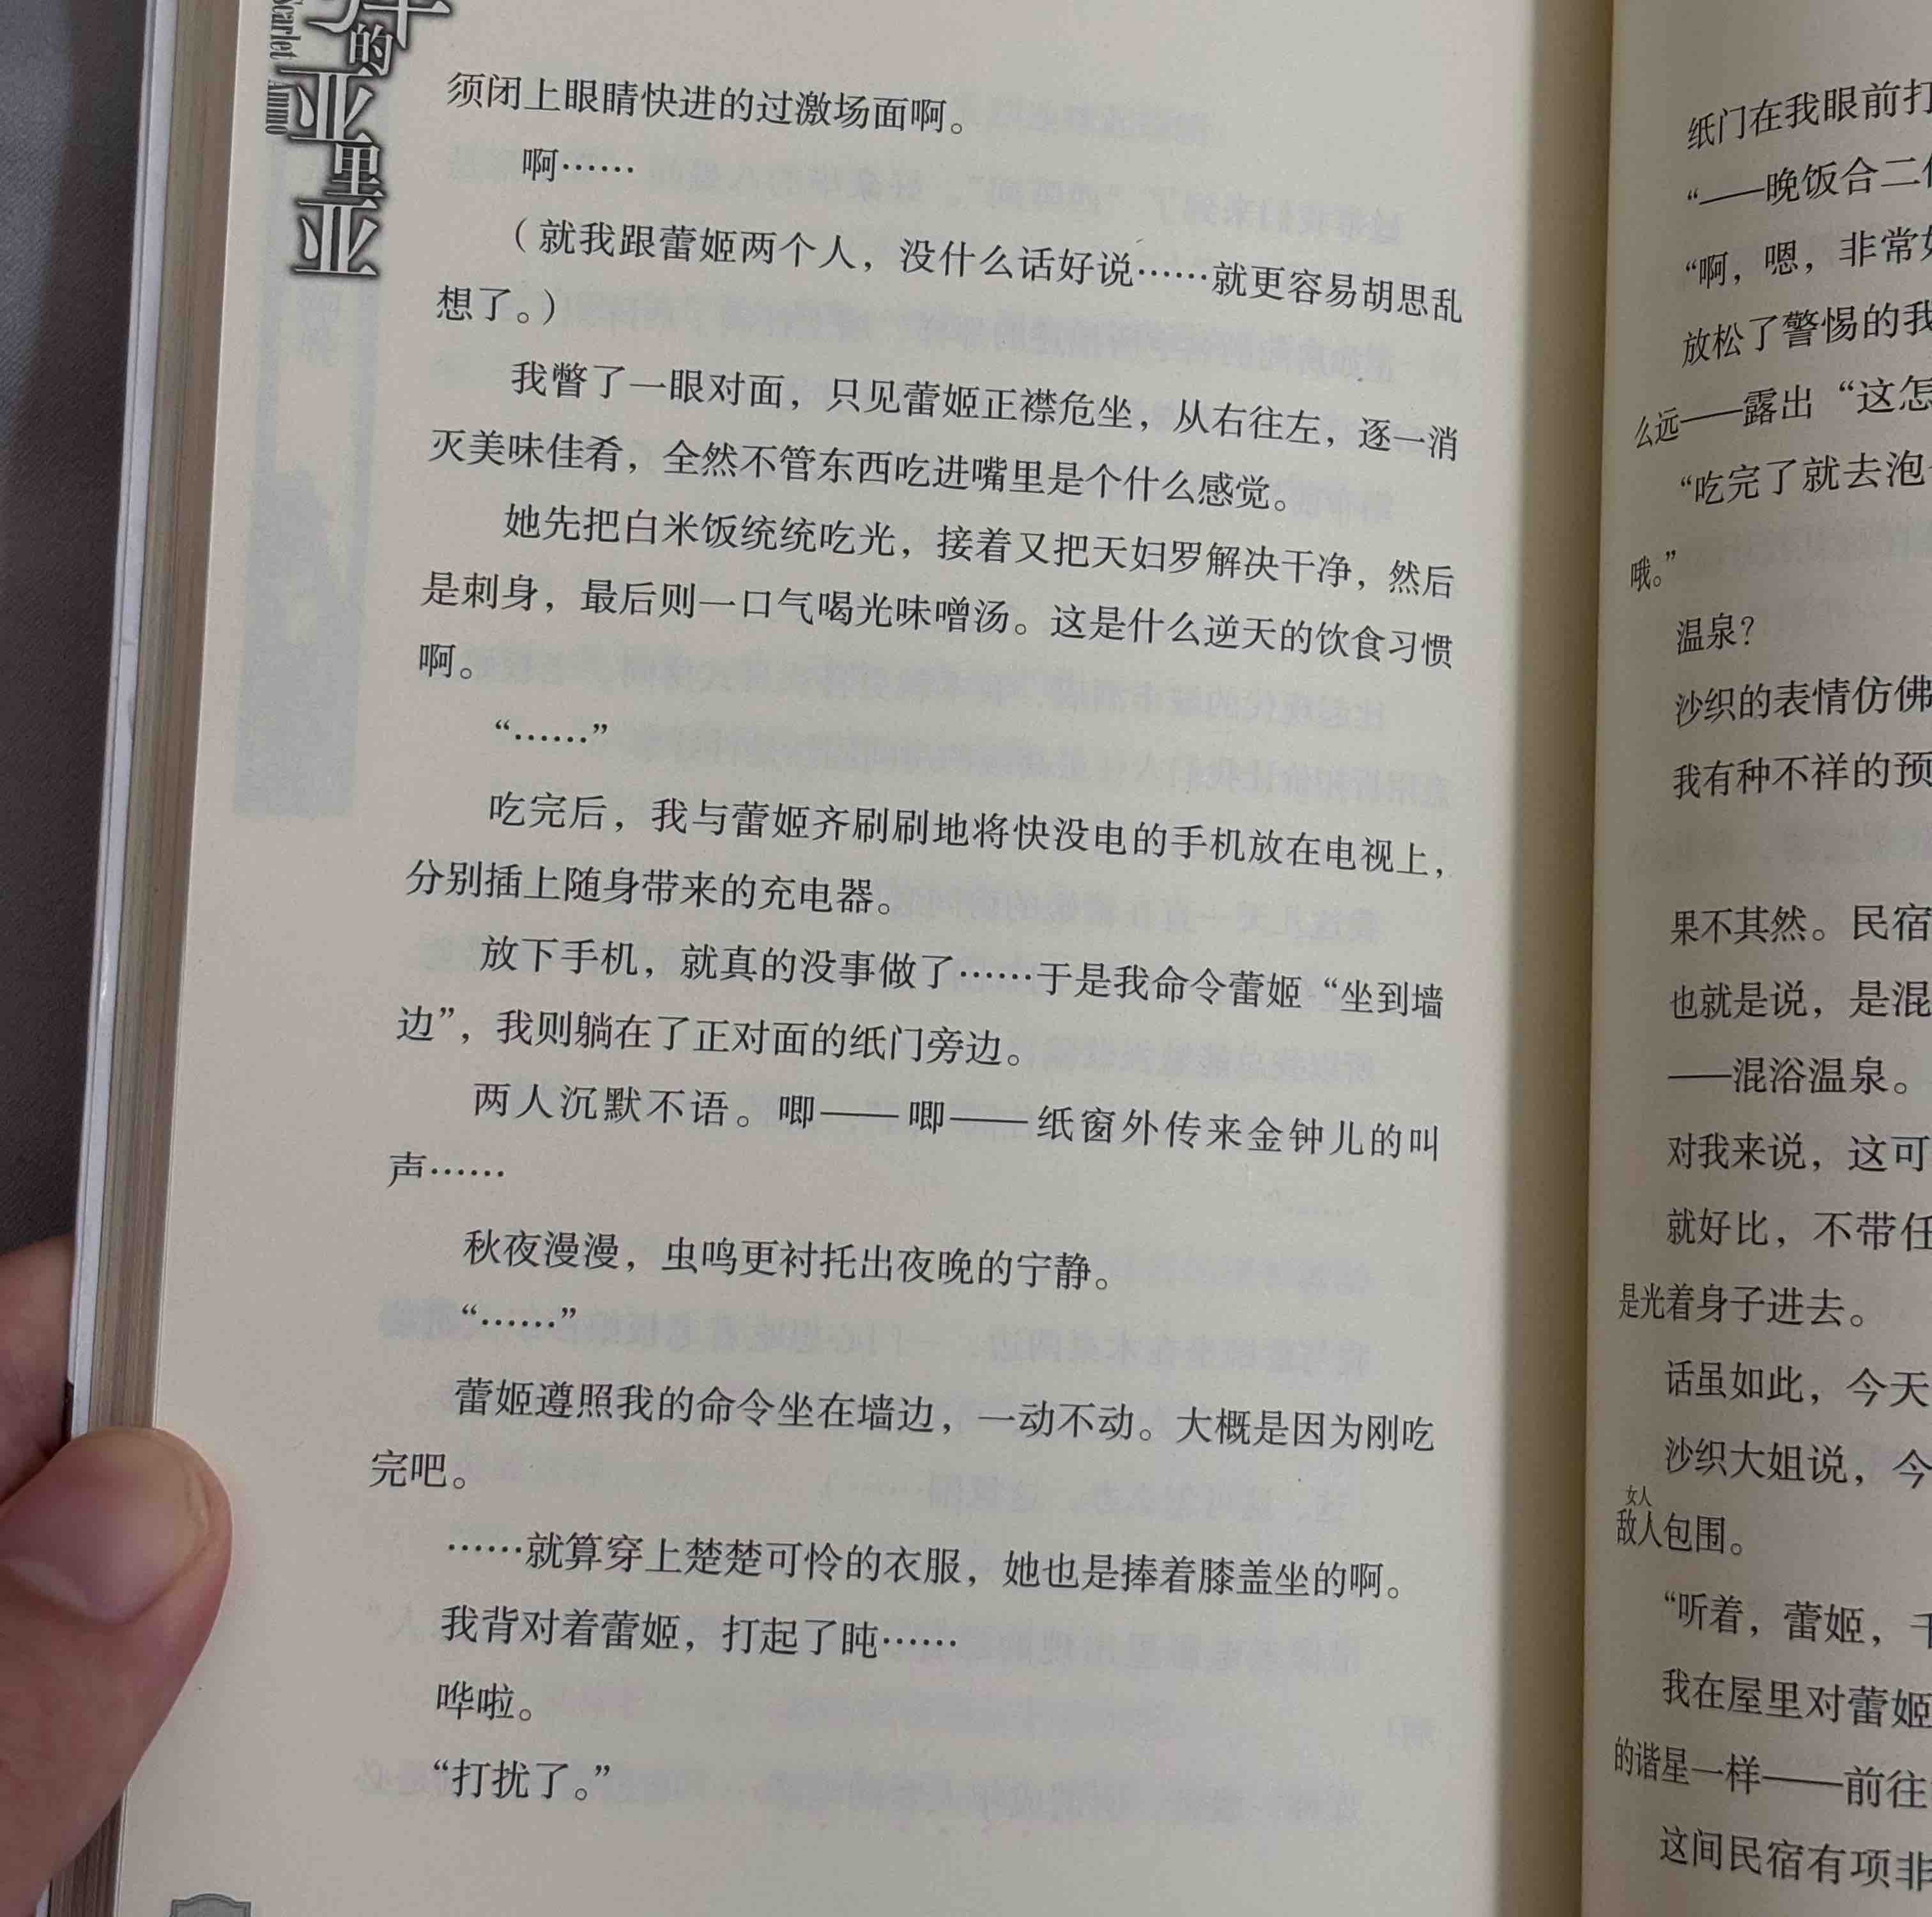 的
亚
里
亚
Scarlet Ammo
须闭上眼睛快进的过激场面啊。
啊……
（就我跟蕾姬两个人，没什么话好说……就更容易胡思乱
想了。）
我瞥了一眼对面，只见蕾姬正襟危坐，从右往左，逐一消
灭美味佳肴，全然不管东西吃进嘴里是个什么感觉。
她先把白米饭统统吃光，接着又把天妇罗解决干净，然后
是刺身，最后则一口气喝光味噌汤。这是什么逆天的饮食习惯
啊。
“……”
吃完后，我与蕾姬齐刷刷地将快没电的手机放在电视上，
分别插上随身带来的充电器。
放下手机，就真的没事做了……于是我命令蕾姬“坐到墙
边”，我则躺在了正对面的纸门旁边。
两人沉默不语。唧——唧——纸窗外传来金钟儿的叫
声……
秋夜漫漫，虫鸣更衬托出夜晚的宁静。
“……”
蕾姬遵照我的命令坐在墙边，一动不动。大概是因为刚吃
完吧。
……就算穿上楚楚可怜的衣服，她也是捧着膝盖坐的啊。
我背对着蕾姬，打起了盹……
哗啦。
“打扰了。”
纸门在我眼前打
“——晚饭合二
“啊，嗯，非常
放松了警惕的我
么远——露出“这怎
“吃完了就去泡
哦。”
温泉？
沙织的表情仿佛
我有种不祥的预
果不其然。民宿
也就是说，是混
——混浴温泉。
对我来说，这可
就好比，不带任
是光着身子进去。
话虽如此，今天
沙织大姐说，今
女人
敌人包围。
“听着，蕾姬，
我在屋里对蕾姬
的谐星一样——前往
这间民宿有项非